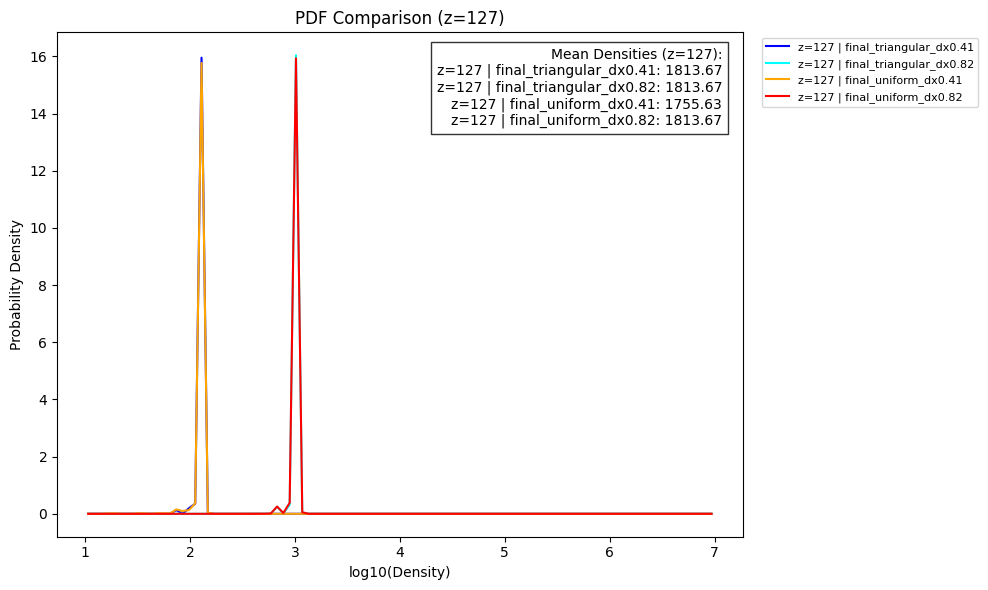 PDF Comparison (z=127)
Mean Densities (z=127):
z=127 | final_triangular_dx0.41: 1813.67
z=127 | final_triangular_dx0.82: 1813.67
z=127 | final_uniform_dx0.41: 1755.63
z=127 | final_uniform_dx0.82: 1813.67
z=127 | final_triangular_dx0.41
z=127 | final_triangular_dx0.82
z=127 | final_uniform_dx0.41
z=127 | final_uniform_dx0.82
Probability Density
16
14
12
10
8
6
4
2
0
1 2 3 4 5 6 7
log10(Density)